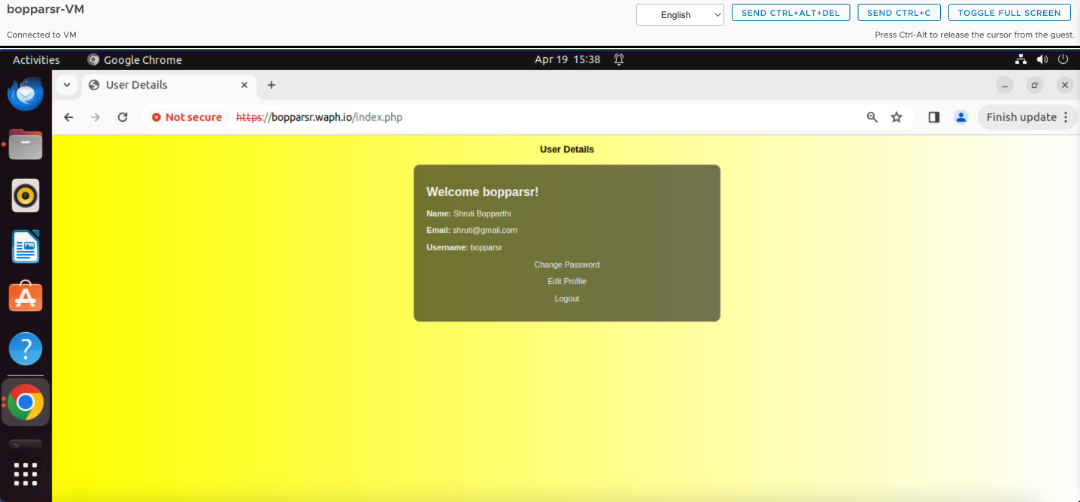 bopparsr-VM
English
SEND CTRL+ALT+DEL
SEND CTRL+C
TOGGLE FULL SCREEN
Connected to VM
Press Ctrl-Alt to release the cursor from the guest.
Activities
Google Chrome
Apr 19 15:38
User Details
Not secure
https://bopparsr.waph.io/index.php
Finish update
User Details
Welcome bopparsr!
Name: Shruti Bopparthi
Email: shruti@gmail.com
Username: bopparsr
Change Password
Edit Profile
Logout